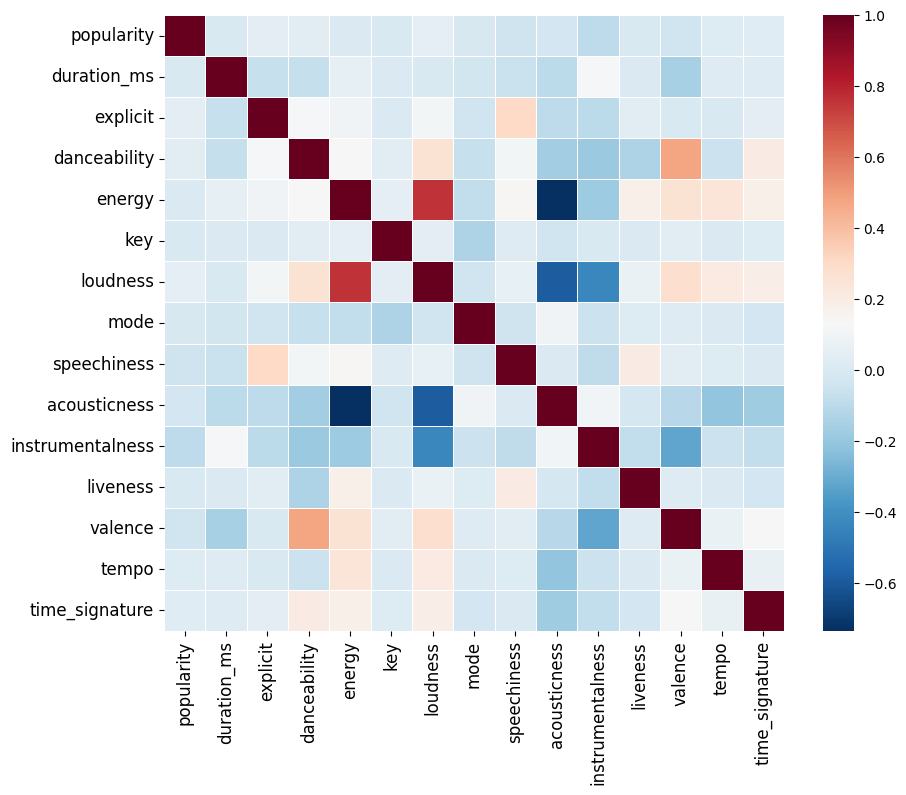 popularity
duration_ms
explicit
danceability
energy
key
loudness
mode
speechiness
acousticness
instrumentalness
liveness
valence
tempo
time_signature
popularity
duration_ms
explicit
danceability
energy
key
loudness
mode
speechiness
acousticness
instrumentalness
liveness
valence
tempo
time_signature
1.0
0.8
0.6
0.4
0.2
0.0
−0.2
−0.4
−0.6